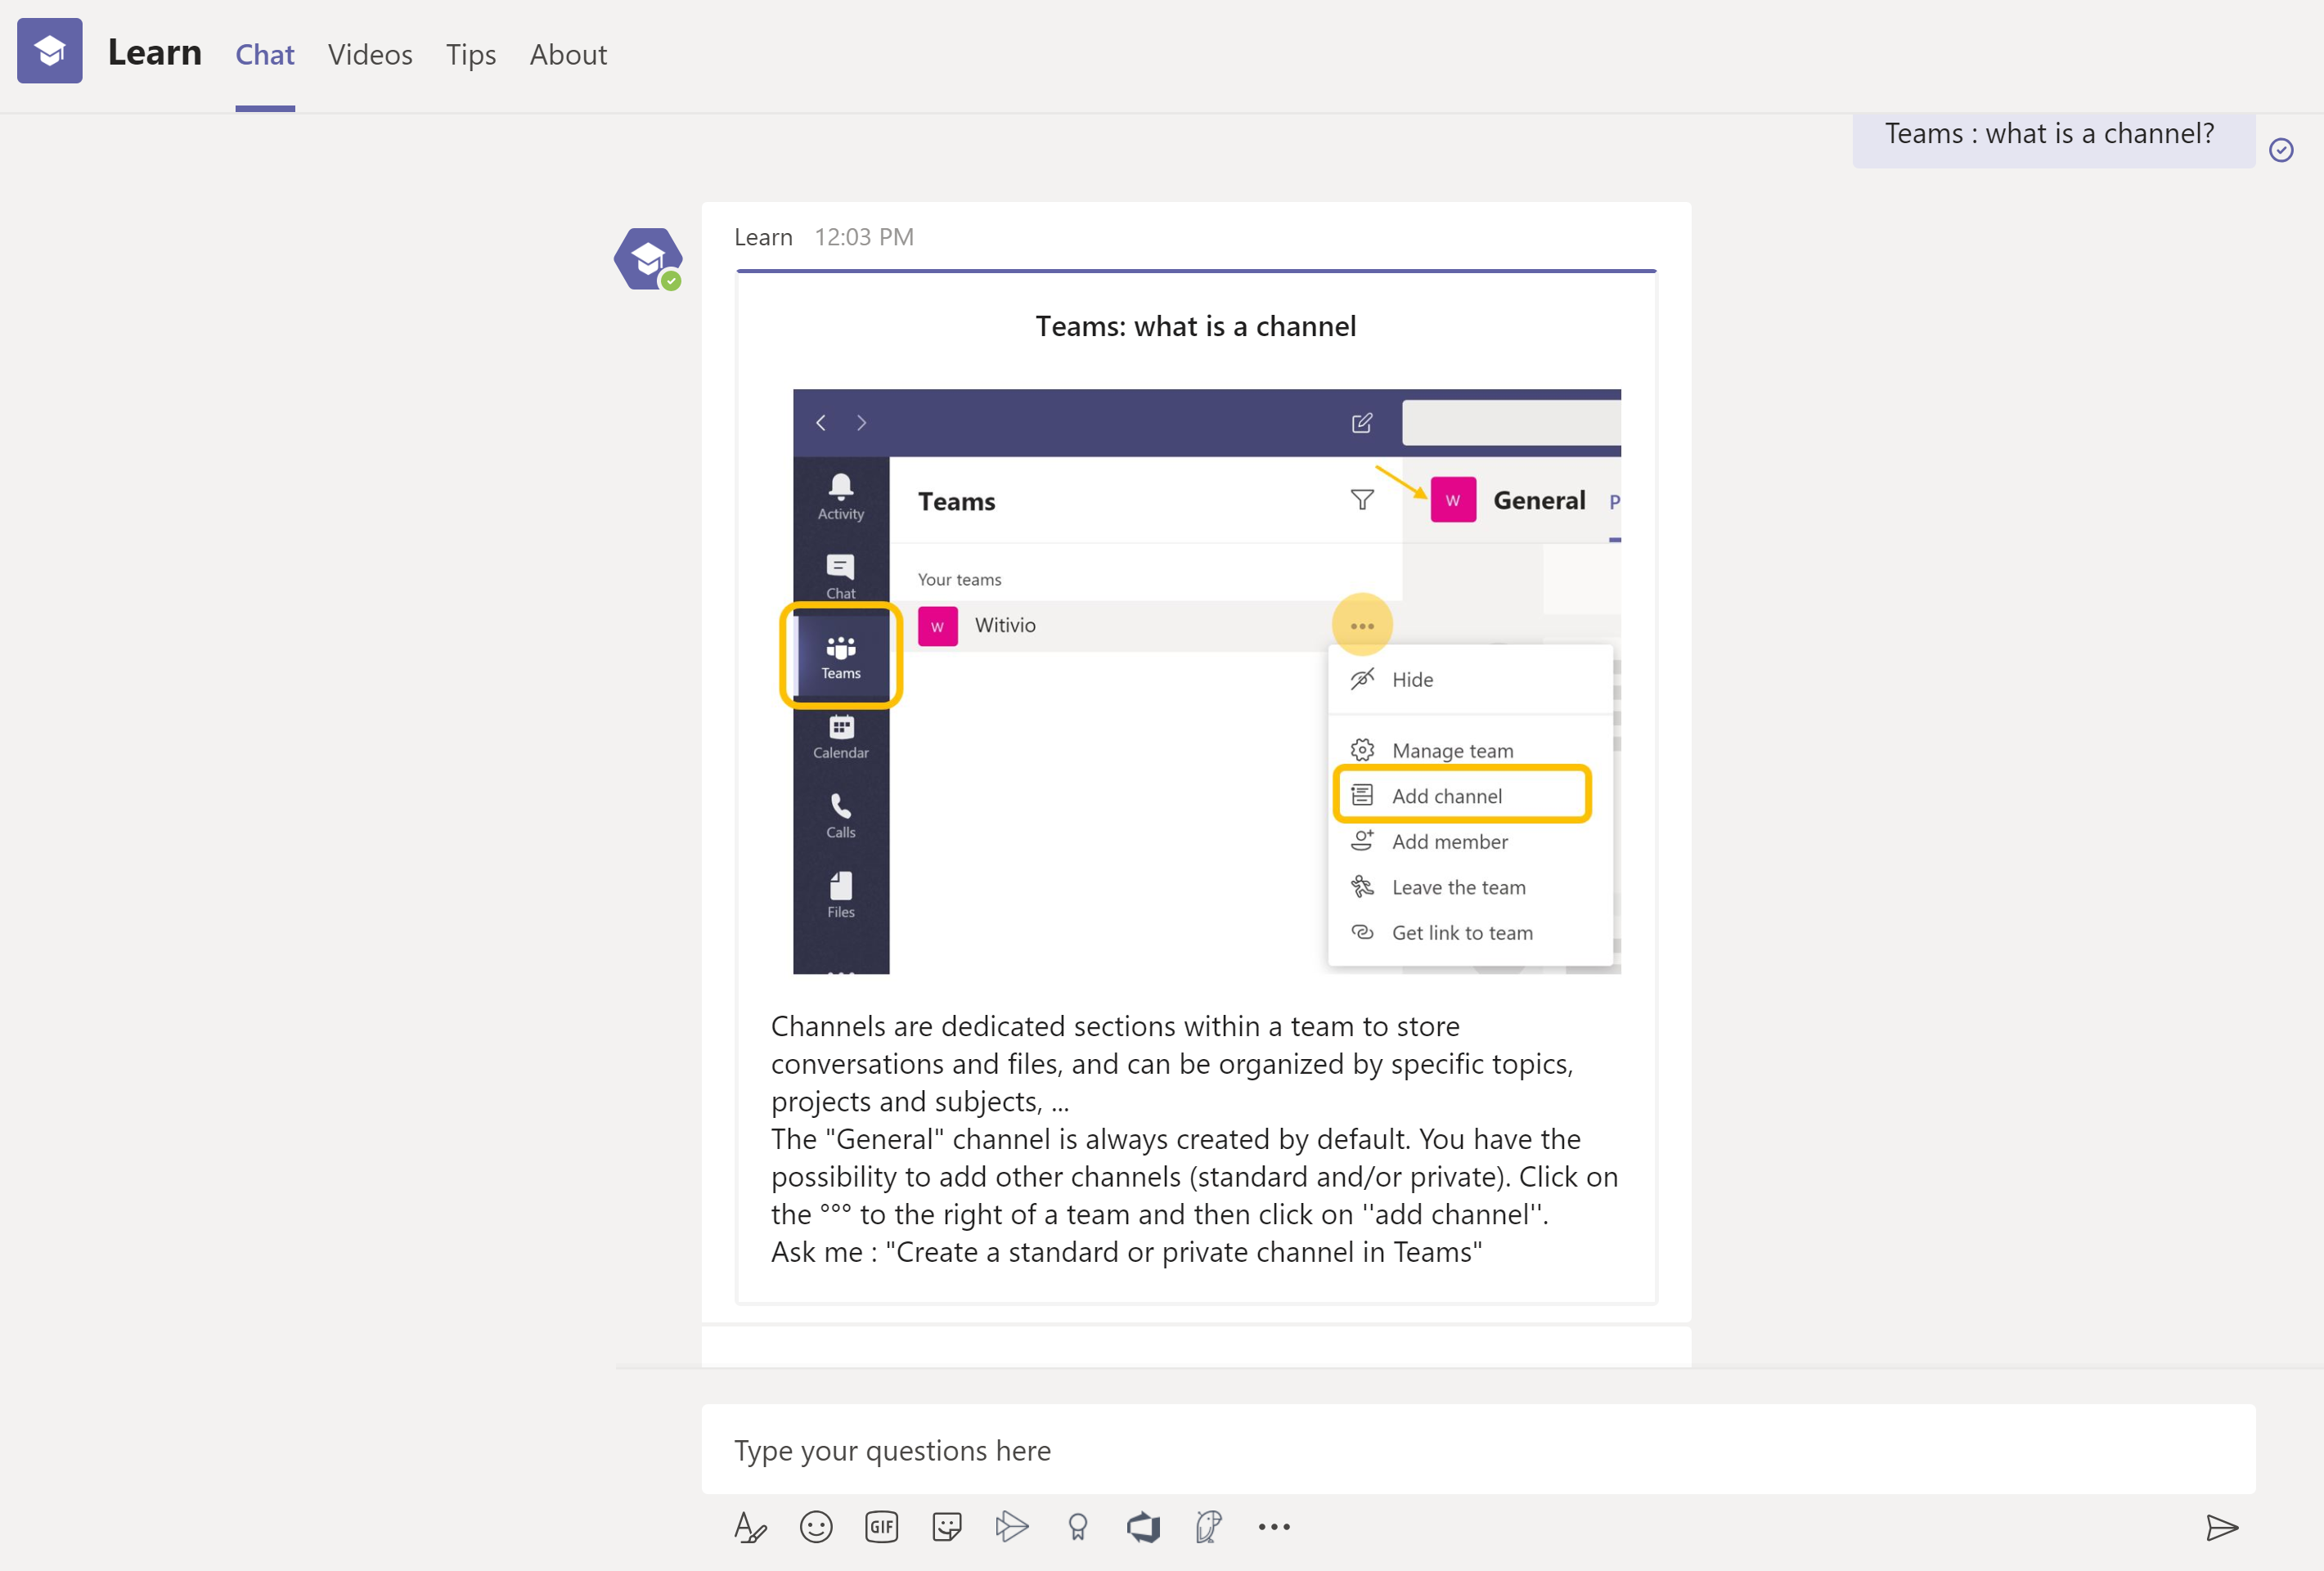 Learn Chat Videos Tips About
Teams : what is a channel?
Learn 12:03 PM
Teams: what is a channel
Activity
Chat
Teams
Calendar
Calls
Files
Teams
Your teams
W Witivio
W General P
Hide
Manage team
Add channel
Add member
Leave the team
Get link to team
Channels are dedicated sections within a team to store
conversations and files, and can be organized by specific topics,
projects and subjects, ...
The "General" channel is always created by default. You have the
possibility to add other channels (standard and/or private). Click on
the °°° to the right of a team and then click on ''add channel''.
Ask me : "Create a standard or private channel in Teams"
Type your questions here
GIF